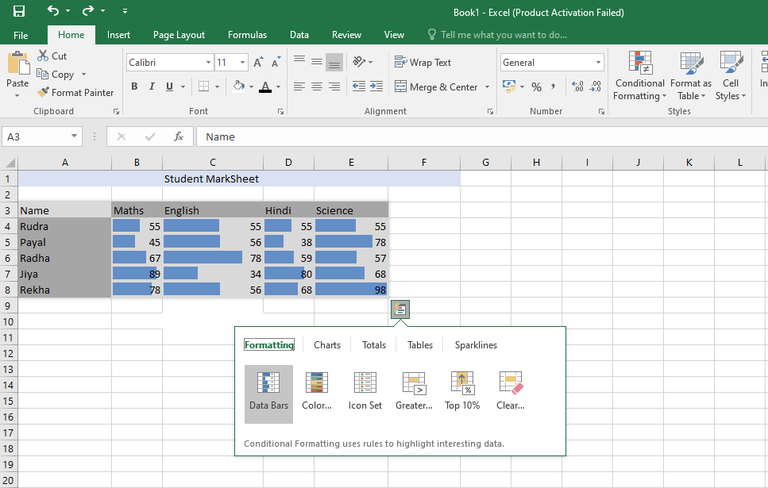 Book1 - Excel (Product Activation Failed)
File Home Insert Page Layout Formulas Data Review View Tell me what you want to do...
Paste
Cut
Copy
Format Painter
Clipboard
Calibri 11 A A
B I U A
Font
Wrap Text
Merge & Center
Alignment
General
% ,
Number
Conditional Formatting
Format as Table
Cell Styles
Styles
A3 fx Name
A B C D E F G H I J K L
1 Student MarkSheet
2
3 Name Maths English Hindi Science
4 Rudra 55 55 55 55
5 Payal 45 56 38 78
6 Radha 67 78 59 57
7 Jiya 89 34 80 68
8 Rekha 78 56 68 98
9
10
11
12
13
14
15
16
17
18
19
20
Formatting Charts Totals Tables Sparklines
Data Bars Color... Icon Set Greater... Top 10% Clear...
Conditional Formatting uses rules to highlight interesting data.